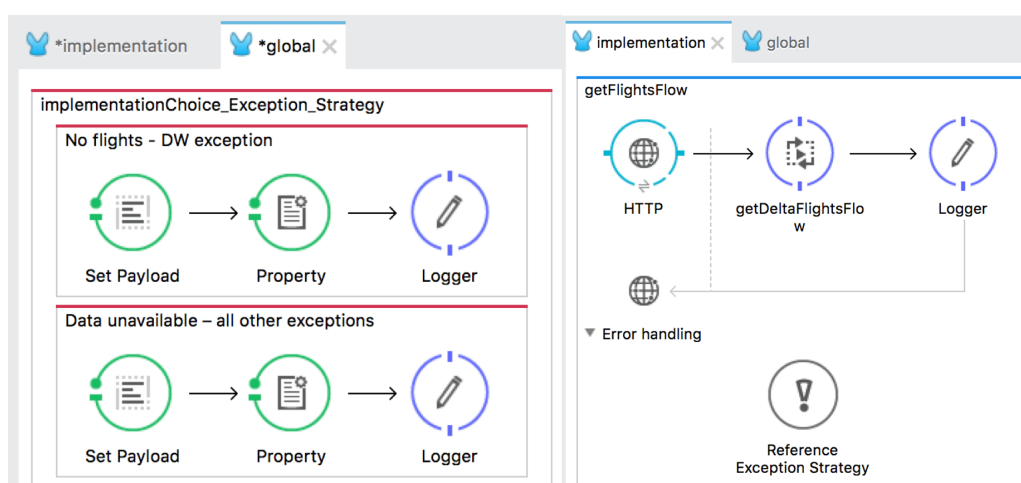 *implementation
*global
implementationChoice_Exception_Strategy
No flights - DW exception
Set Payload
Property
Logger
Data unavailable – all other exceptions
Set Payload
Property
Logger
implementation
global
getFlightsFlow
HTTP
getDeltaFlightsFlo
w
Logger
Error handling
Reference
Exception Strategy